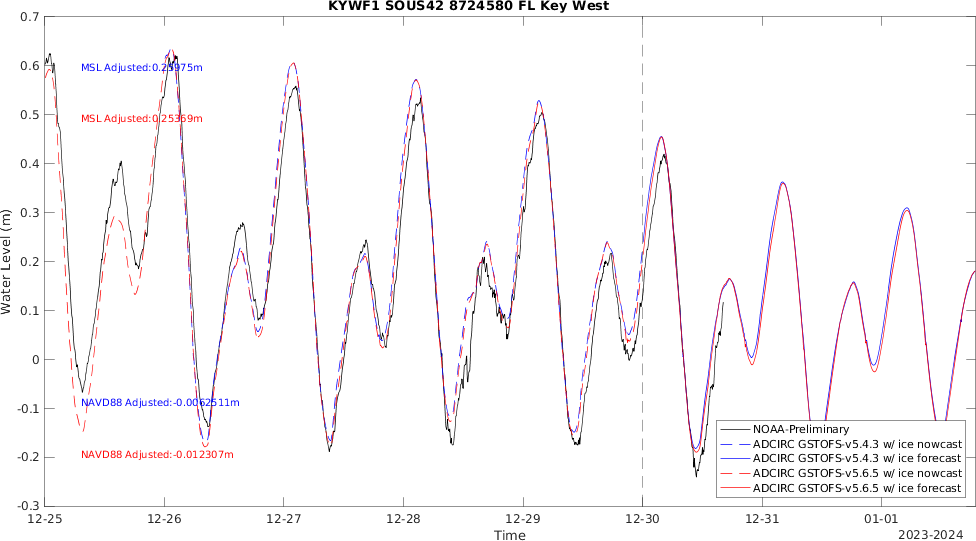 KYWF1 SOUS42 8724580 FL Key West
0.7
0.6
0.5
0.4
0.3
0.2
0.1
0
-0.1
-0.2
-0.3
Water Level (m)
MSL Adjusted:0.25975m
MSL Adjusted:0.25369m
NAVD88 Adjusted:-0.0062511m
NAVD88 Adjusted:-0.012307m
NOAA-Preliminary
ADCIRC GSTOFS-v5.4.3 w/ ice nowcast
ADCIRC GSTOFS-v5.4.3 w/ ice forecast
ADCIRC GSTOFS-v5.6.5 w/ ice nowcast
ADCIRC GSTOFS-v5.6.5 w/ ice forecast
12-25 12-26 12-27 12-28 12-29 12-30 12-31 01-01
Time
2023-2024